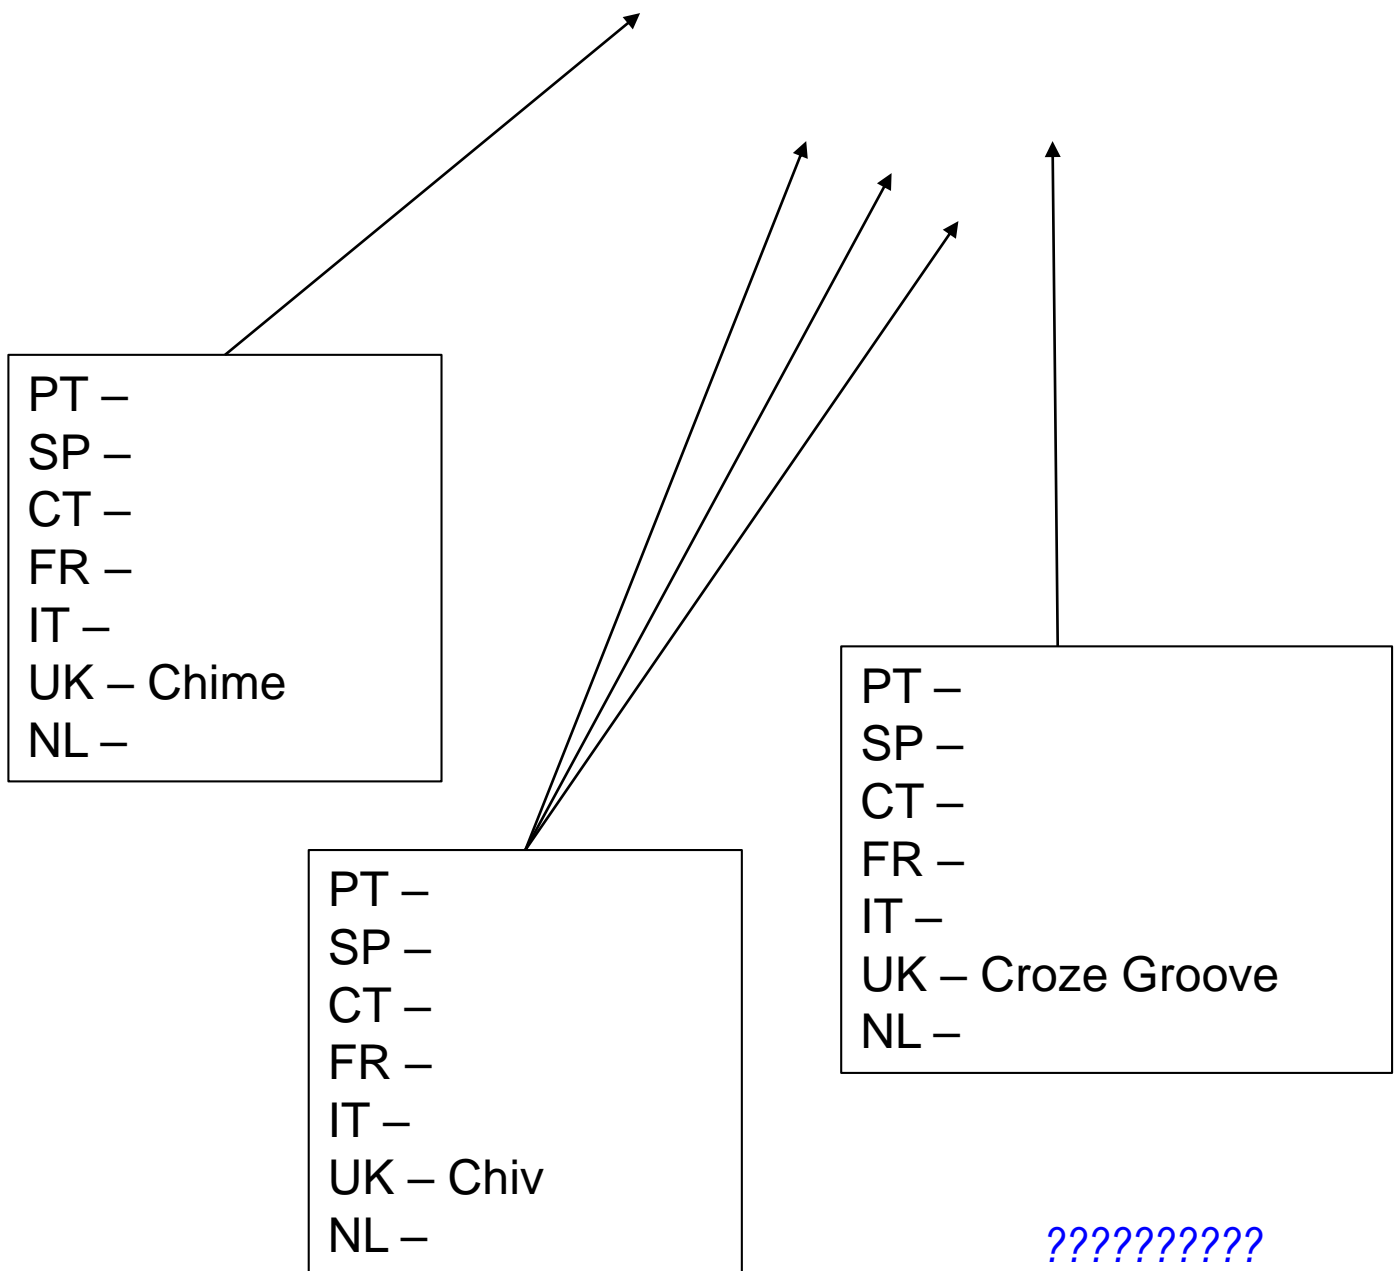 PT –
SP –
CT –
FR –
IT –
UK – Chime
NL –
PT –
SP –
CT –
FR –
IT –
UK – Chiv
NL –
PT –
SP –
CT –
FR –
IT –
UK – Croze Groove
NL –
??????????